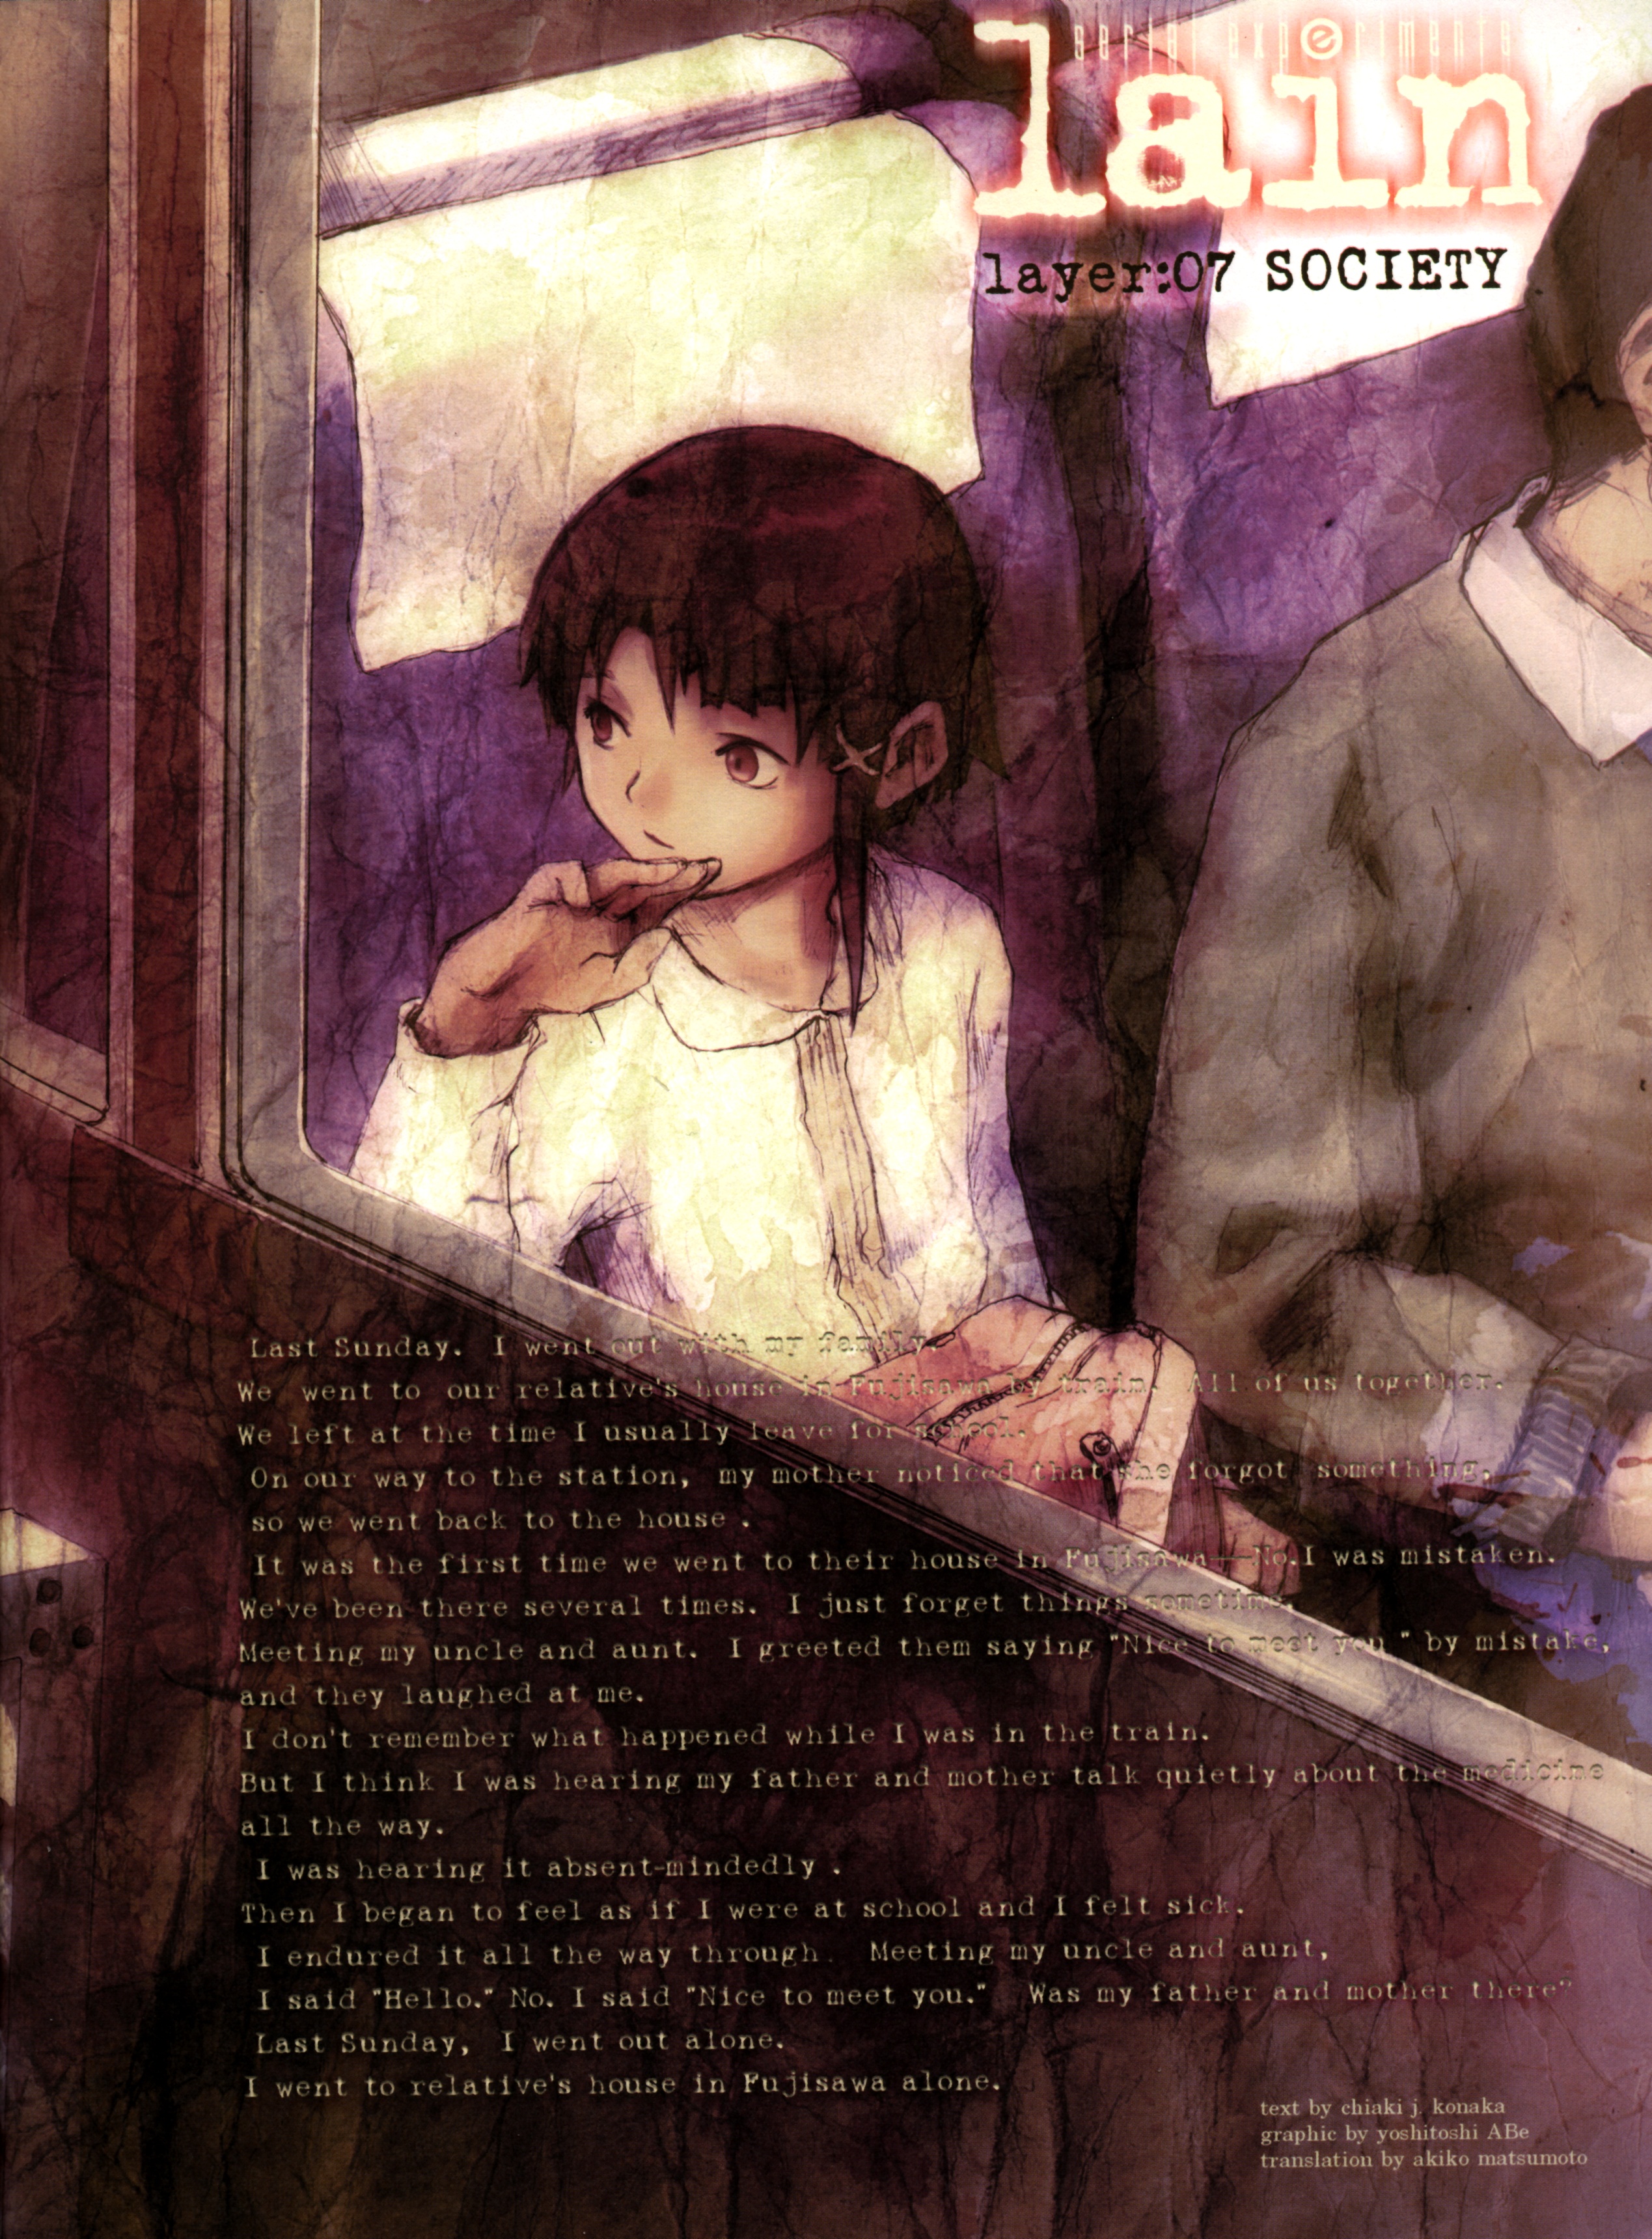 serial experiments
lain
layer:07 SOCIETY
Last Sunday. I went out with my family.
We went to our relative's house in Fujisawa by train. All of us together.
We left at the time I usually leave for school.
On our way to the station, my mother noticed that she forgot something,
so we went back to the house .
It was the first time we went to their house in Fujisawa—No.I was mistaken.
We've been there several times. I just forget things sometims.
Meeting my uncle and aunt. I greeted them saying "Nice to meet you " by mistake,
and they laughed at me.
I don't remember what happened while I was in the train.
But I think I was hearing my father and mother talk quietly about the medicine
all the way.
I was hearing it absent-mindedly .
Then I began to feel as if I were at school and I felt sick.
I endured it all the way through. Meeting my uncle and aunt,
I said "Hello." No. I said "Nice to meet you." Was my father and mother there?
Last Sunday, I went out alone.
I went to relative's house in Fujisawa alone.
text by chiaki j. konaka
graphic by yoshitoshi ABe
translation by akiko matsumoto